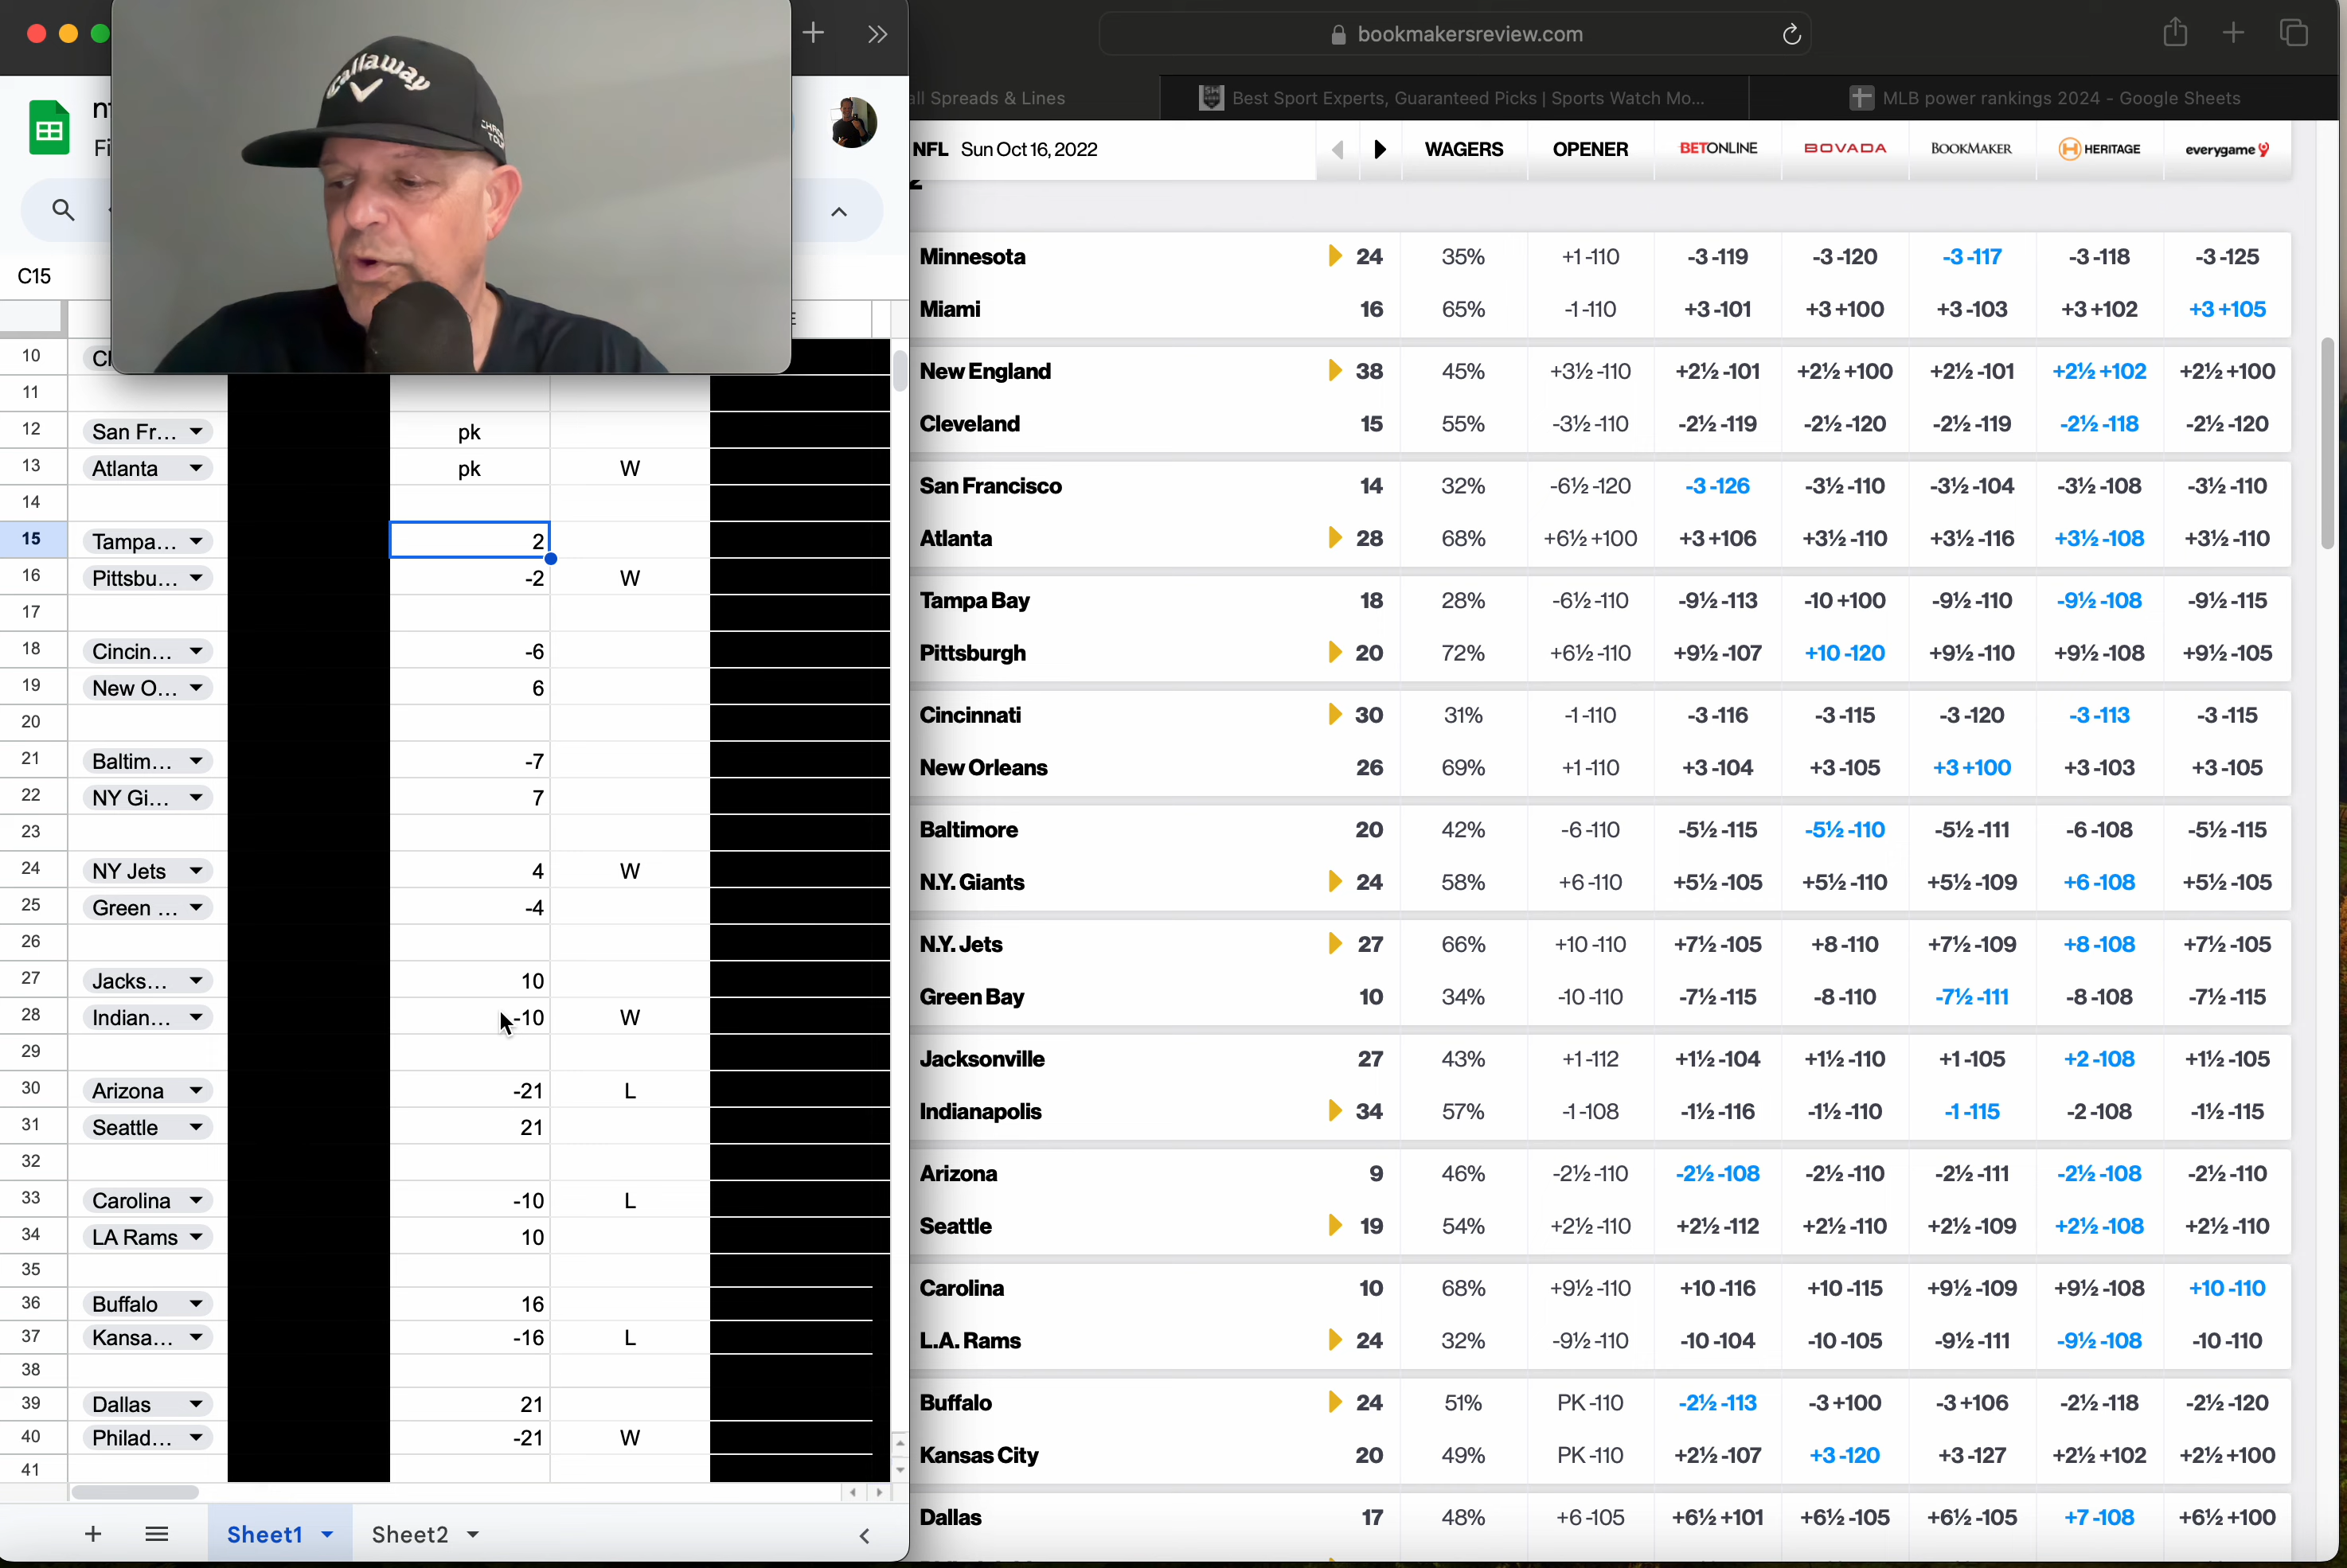 bookmakersreview.com
all Spreads & Lines
Best Sport Experts, Guaranteed Picks | Sports Watch Mo...
MLB power rankings 2024 - Google Sheets
Callaway
C15
NFL Sun Oct 16, 2022 WAGERS OPENER BETONLINE BOVADA BOOKMAKER HERITAGE everygame
Minnesota 24 35% +1 -110 -3 -119 -3 -120 -3 -117 -3 -118 -3 -125
Miami 16 65% -1 -110 +3 -101 +3 +100 +3 -103 +3 +102 +3 +105
New England 38 45% +3½ -110 +2½ -101 +2½ +100 +2½ -101 +2½ +102 +2½ +100
Cleveland 15 55% -3½ -110 -2½ -119 -2½ -120 -2½ -119 -2½ -118 -2½ -120
San Francisco 14 32% -6½ -120 -3 -126 -3½ -110 -3½ -104 -3½ -108 -3½ -110
Atlanta 28 68% +6½ +100 +3 +106 +3½ -110 +3½ -116 +3½ -108 +3½ -110
Tampa Bay 18 28% -6½ -110 -9½ -113 -10 +100 -9½ -110 -9½ -108 -9½ -115
Pittsburgh 20 72% +6½ -110 +9½ -107 +10 -120 +9½ -110 +9½ -108 +9½ -105
Cincinnati 30 31% -1 -110 -3 -116 -3 -115 -3 -120 -3 -113 -3 -115
New Orleans 26 69% +1 -110 +3 -104 +3 -105 +3 +100 +3 -103 +3 -105
Baltimore 20 42% -6 -110 -5½ -115 -5½ -110 -5½ -111 -6 -108 -5½ -115
N.Y. Giants 24 58% +6 -110 +5½ -105 +5½ -110 +5½ -109 +6 -108 +5½ -105
N.Y. Jets 27 66% +10 -110 +7½ -105 +8 -110 +7½ -109 +8 -108 +7½ -105
Green Bay 10 34% -10 -110 -7½ -115 -8 -110 -7½ -111 -8 -108 -7½ -115
Jacksonville 27 43% +1 -112 +1½ -104 +1½ -110 +1 -105 +2 -108 +1½ -105
Indianapolis 34 57% -1 -108 -1½ -116 -1½ -110 -1 -115 -2 -108 -1½ -115
Arizona 9 46% -2½ -110 -2½ -108 -2½ -110 -2½ -111 -2½ -108 -2½ -110
Seattle 19 54% +2½ -110 +2½ -112 +2½ -110 +2½ -109 +2½ -108 +2½ -110
Carolina 10 68% +9½ -110 +10 -116 +10 -115 +9½ -109 +9½ -108 +10 -110
L.A. Rams 24 32% -9½ -110 -10 -104 -10 -105 -9½ -111 -9½ -108 -10 -110
Buffalo 24 51% PK -110 -2½ -113 -3 +100 -3 +106 -2½ -118 -2½ -120
Kansas City 20 49% PK -110 +2½ -107 +3 -120 +3 -127 +2½ +102 +2½ +100
Dallas 17 48% +6 -105 +6½ +101 +6½ -105 +6½ -105 +7 -108 +6½ +100
10
11
12 San Fr... pk
13 Atlanta pk W
14
15 Tampa... 2
16 Pittsbu... -2 W
17
18 Cincin... -6
19 New O... 6
20
21 Baltim... -7
22 NY Gi... 7
23
24 NY Jets 4 W
25 Green ... -4
26
27 Jacks... 10
28 Indian... -10 W
29
30 Arizona -21 L
31 Seattle 21
32
33 Carolina -10 L
34 LA Rams 10
35
36 Buffalo 16
37 Kansa... -16 L
38
39 Dallas 21
40 Philad... -21 W
41
Sheet1 Sheet2